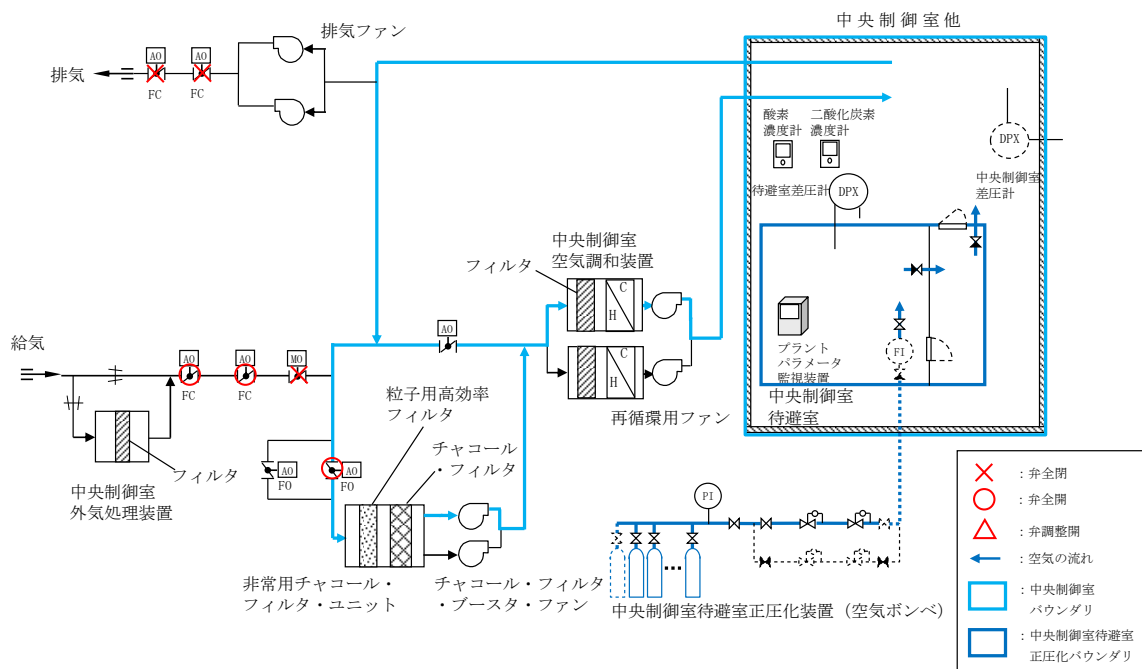 中央制御室他
排気ファン
AO
AO
排気
FC
FC
酸素
濃度計
二酸化炭素
濃度計
DPX
中央制御室
差圧計
待避室差圧計
DPX
中央制御室
空気調和装置
フィルタ
C
H
C
H
再循環用ファン
AO
給気
AO
AO
MO
FC
FC
フィルタ
中央制御室
外気処理装置
粒子用高効率
フィルタ
チャコール
・フィルタ
AO
FO
AO
FO
非常用チャコール・
フィルタ・ユニット
チャコール・フィルタ
・ブースタ・ファン
プラント
パラメータ
監視装置
FI
中央制御室
待避室
PI
中央制御室待避室正圧化装置（空気ボンベ）
：弁全閉
：弁全開
：弁調整開
：空気の流れ
：中央制御室
バウンダリ
：中央制御室待避室
正圧化バウンダリ